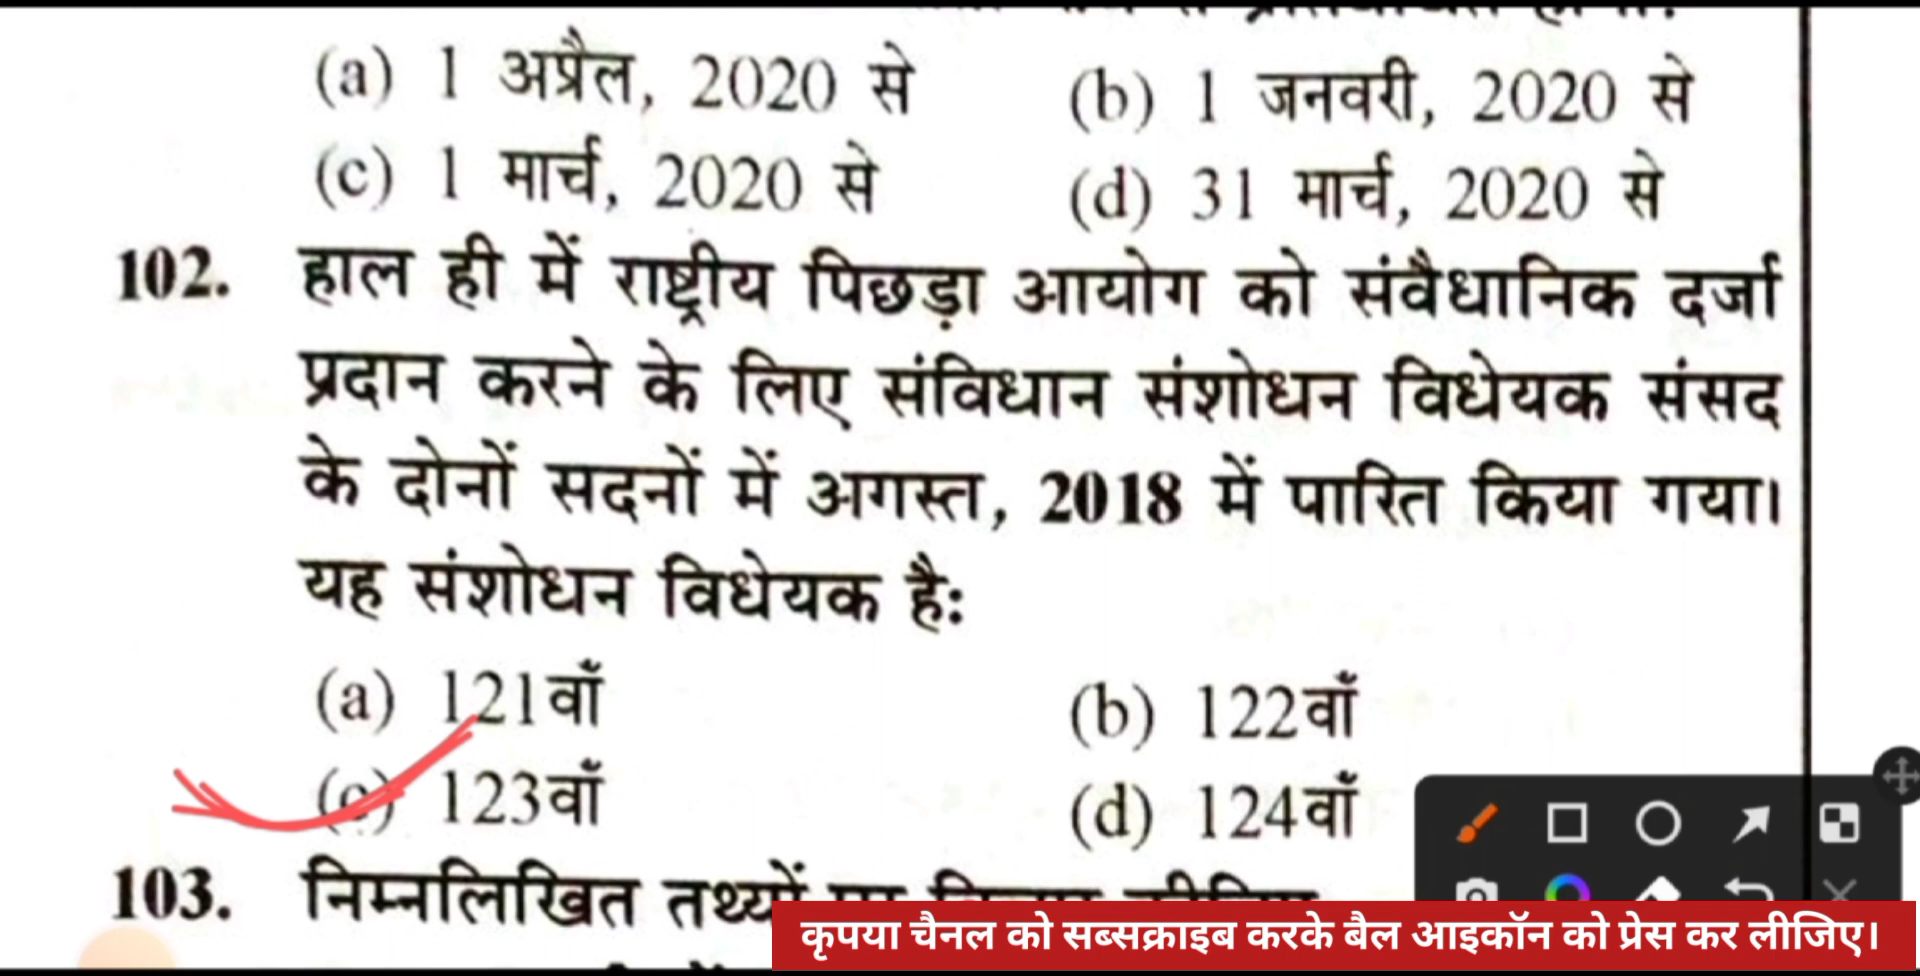 (a) 1 अप्रैल, 2020 से (b) 1 जनवरी, 2020 से
(c) 1 मार्च, 2020 से (d) 31 मार्च, 2020 से
102. हाल ही में राष्ट्रीय पिछड़ा आयोग को संवैधानिक दर्जा
प्रदान करने के लिए संविधान संशोधन विधेयक संसद
के दोनों सदनों में अगस्त, 2018 में पारित किया गया।
यह संशोधन विधेयक है:
(a) 121वाँ (b) 122वाँ
(c) 123वाँ (d) 124वाँ
103. निम्नलिखित तथ्यों
कृपया चैनल को सब्सक्राइब करके बैल आइकॉन को प्रेस कर लीजिए।